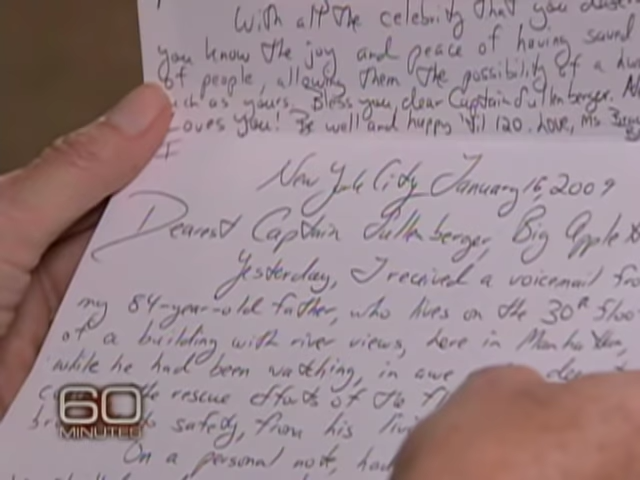 With all the celebrity that you
you know the joy and peace of having saved
of people, allowing them the possibility of a
such as yours. Bless you, dear Captain Sullenberger.
Loves you! Be well and happy 'til 120. Love, Ms.
New York City, January 16, 2009
Dearest Captain Sullenberger, Big Apple
Yesterday, I received a voicemail from
my 84-year-old father, who lives on the 30th floor
of a building with river views, here in Manhattan,
while he had been watching, in awe
the rescue efforts of the
to safety, from his
On a personal note, had
60
MINUTES